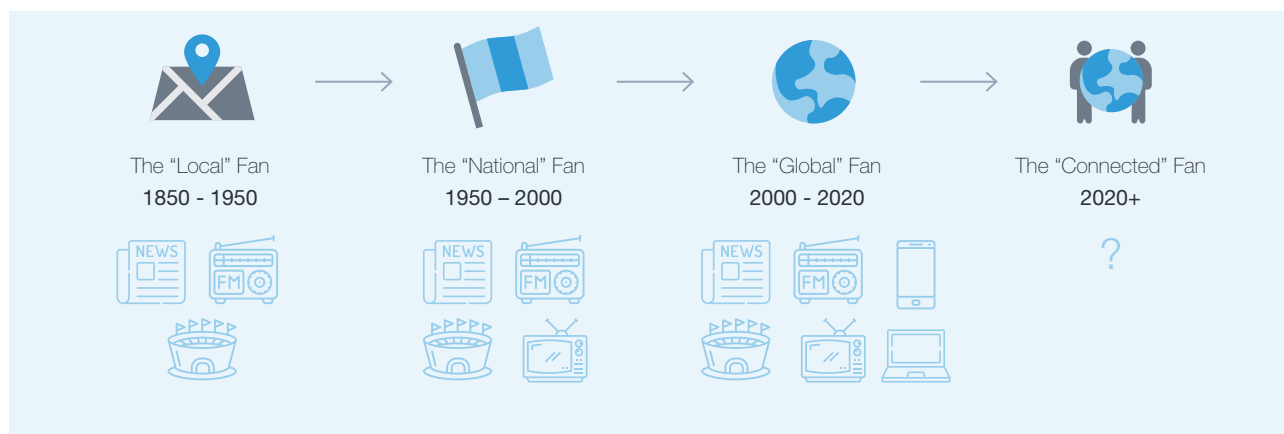 The “Local” Fan
1850 - 1950
The “National” Fan
1950 – 2000
The “Global” Fan
2000 - 2020
The “Connected” Fan
2020+
NEWS
FM
NEWS
FM
NEWS
FM
?